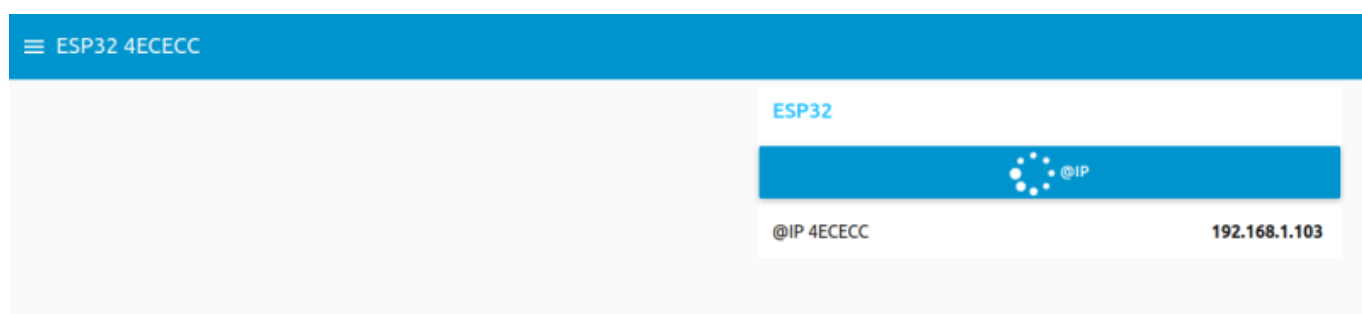 ESP32 4ECECC
ESP32
@IP
@IP 4ECECC 192.168.1.103